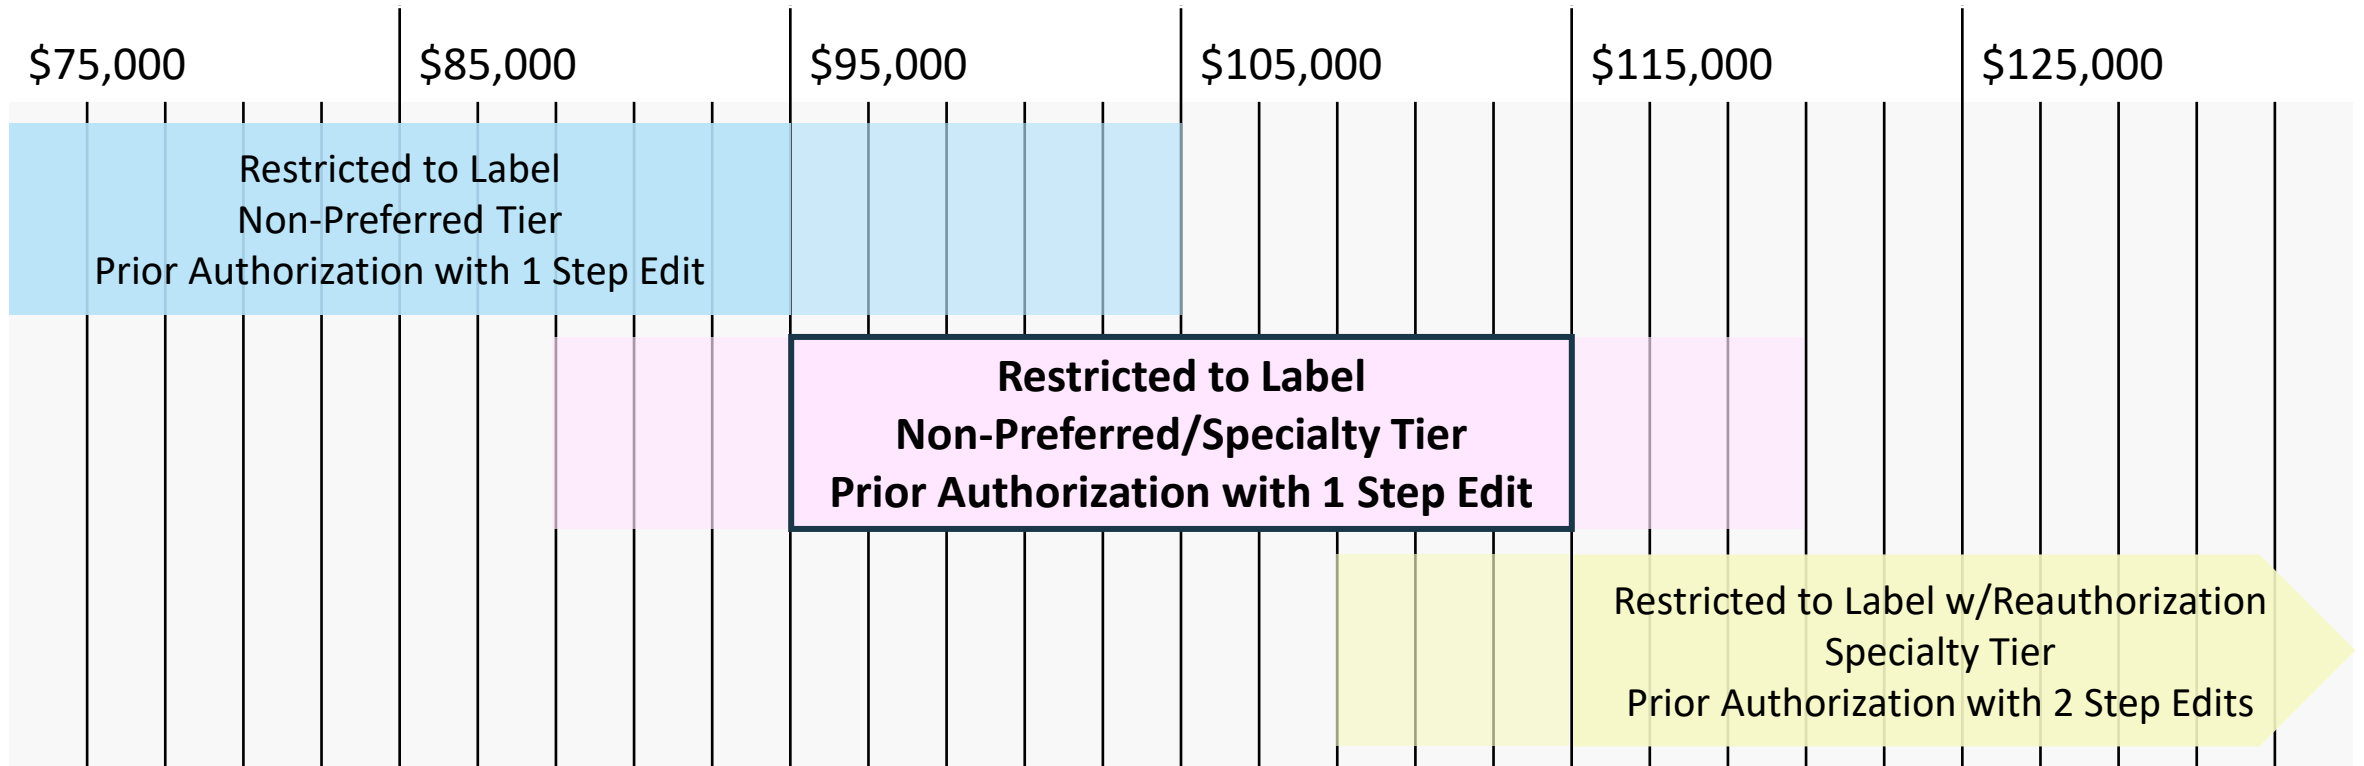 $75,000
$85,000
$95,000
$105,000
$115,000
$125,000
Restricted to Label
Non-Preferred Tier
Prior Authorization with 1 Step Edit
Restricted to Label
Non-Preferred/Specialty Tier
Prior Authorization with 1 Step Edit
Restricted to Label w/Reauthorization
Specialty Tier
Prior Authorization with 2 Step Edits